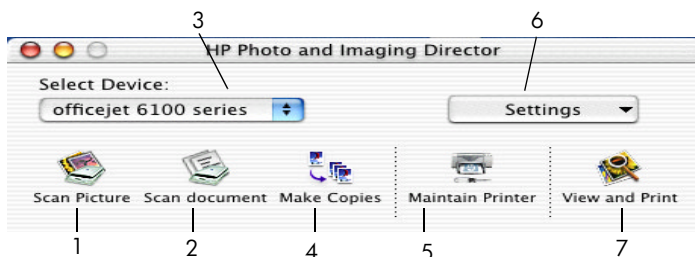 3 6
HP Photo and Imaging Director
Select Device:
officejet 6100 series Settings
Scan Picture Scan document Make Copies Maintain Printer View and Print
1 2 4 5 7